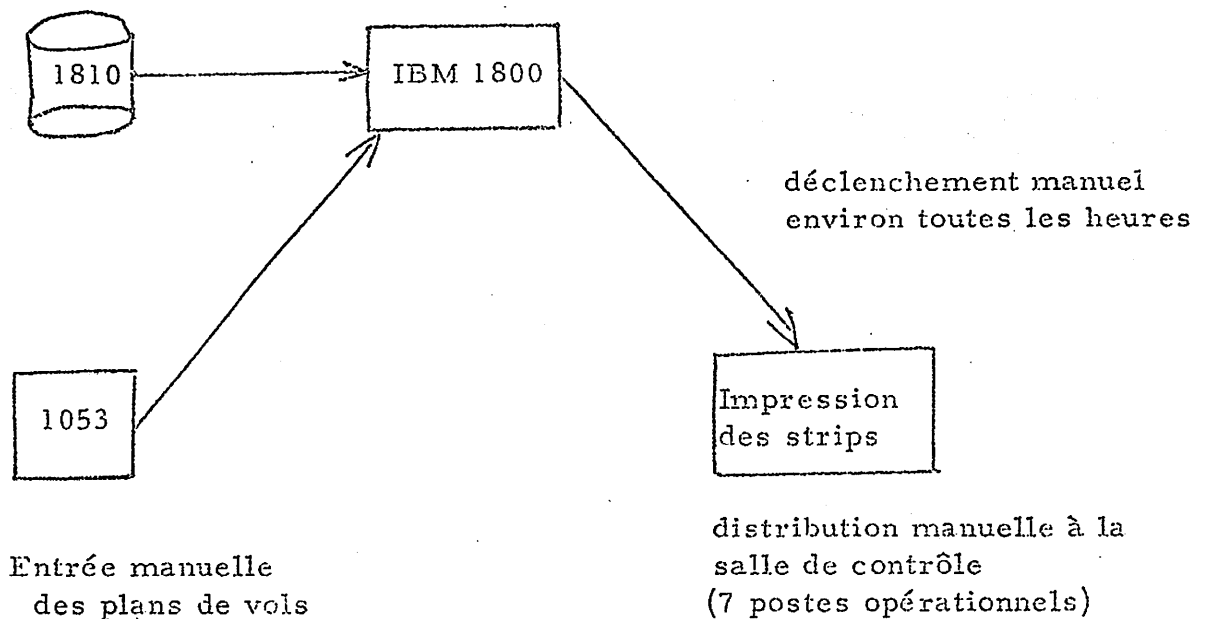 1810
IBM 1800
déclenchement manuel
environ toutes les heures
1053
Impression
des strips
Entrée manuelle
des plans de vols
distribution manuelle à la
salle de contrôle
(7 postes opérationnels)